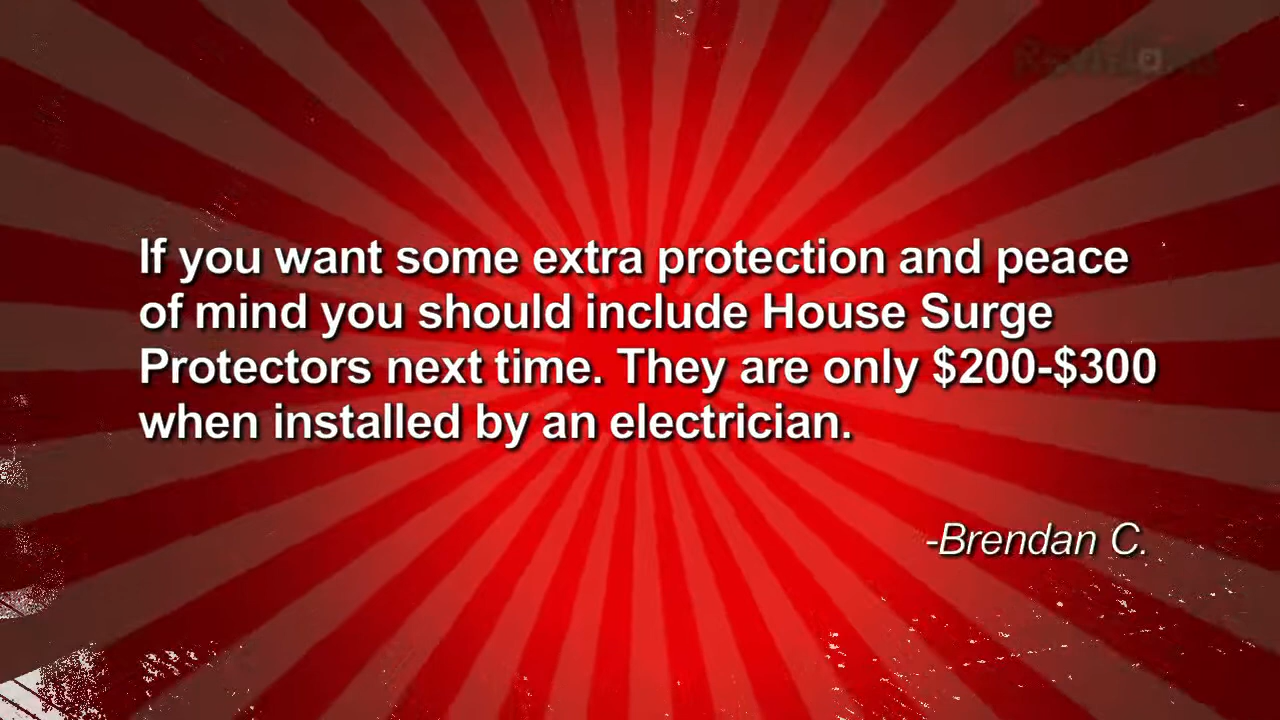 If you want some extra protection and peace
of mind you should include House Surge
Protectors next time. They are only $200-$300
when installed by an electrician.
-Brendan C.